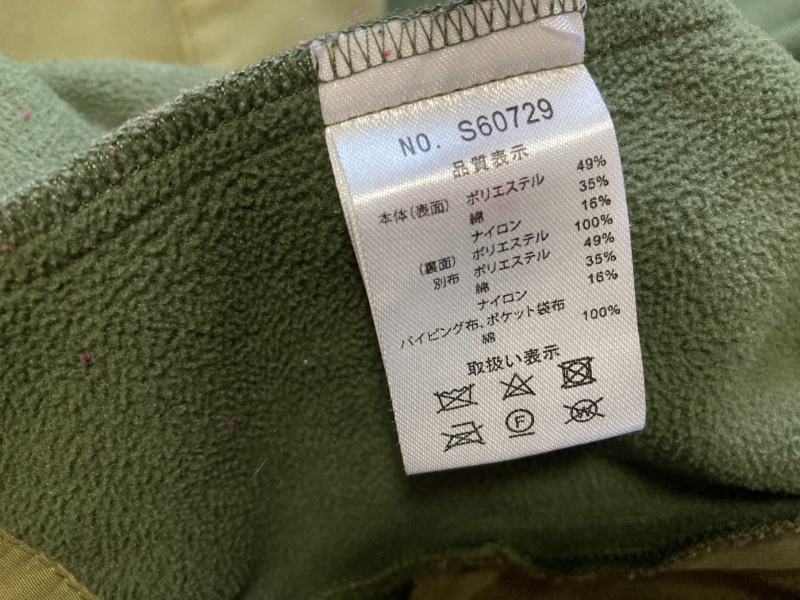 NO. S60729
品質表示
本体(表面) ポリエステル 49%
綿 35%
ナイロン 16%
(裏面) ポリエステル 100%
別布 ポリエステル 49%
綿 35%
ナイロン 16%
パイピング布、ポケット袋布
綿 100%
取扱い表示
F
W